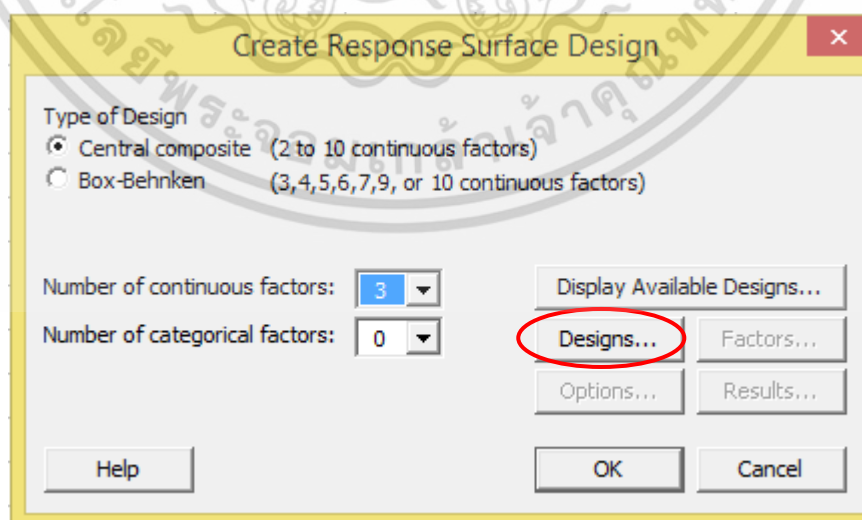 Create Response Surface Design
Type of Design
Central composite (2 to 10 continuous factors)
Box-Behnken (3,4,5,6,7,9, or 10 continuous factors)
Number of continuous factors: 3
Display Available Designs...
Number of categorical factors: 0
Designs... Factors...
Options... Results...
Help OK Cancel